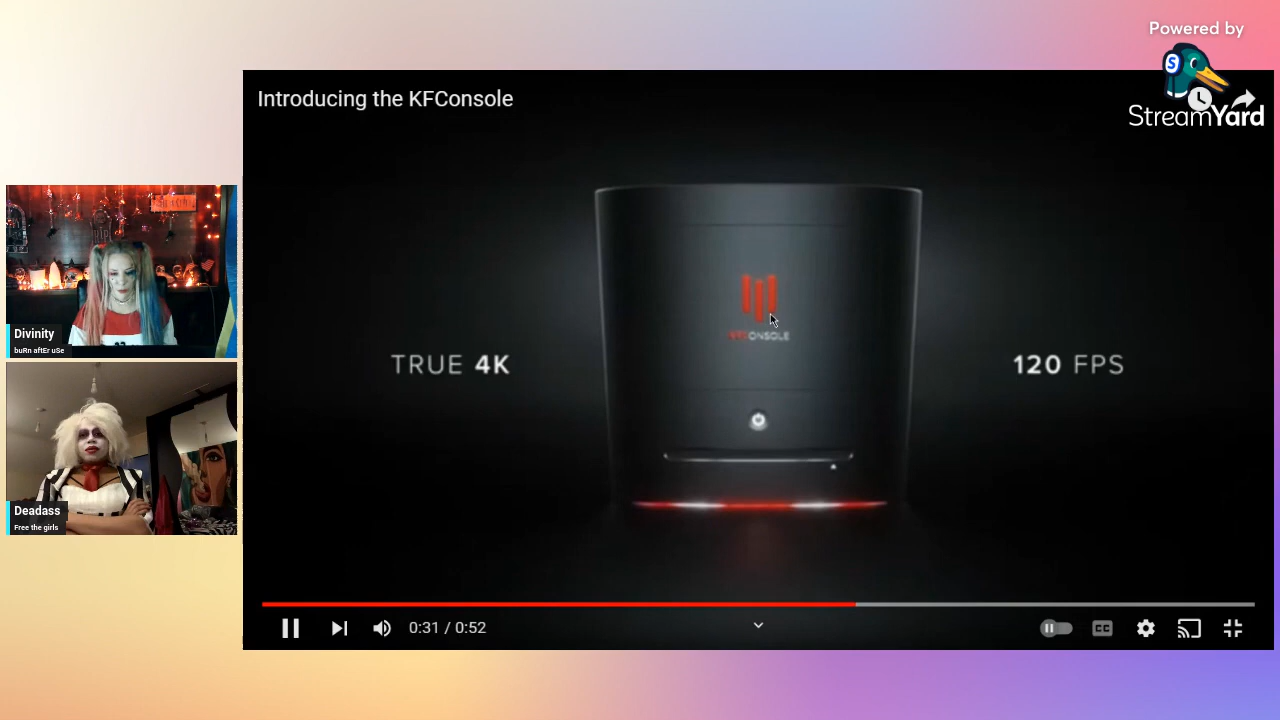 Powered by
StreamYard
Introducing the KFConsole
TRUE 4K
KFCONSOLE
120 FPS
Divinity
buRn aftEr uSe
Deadass
Free the girls
0:31 / 0:52
CC